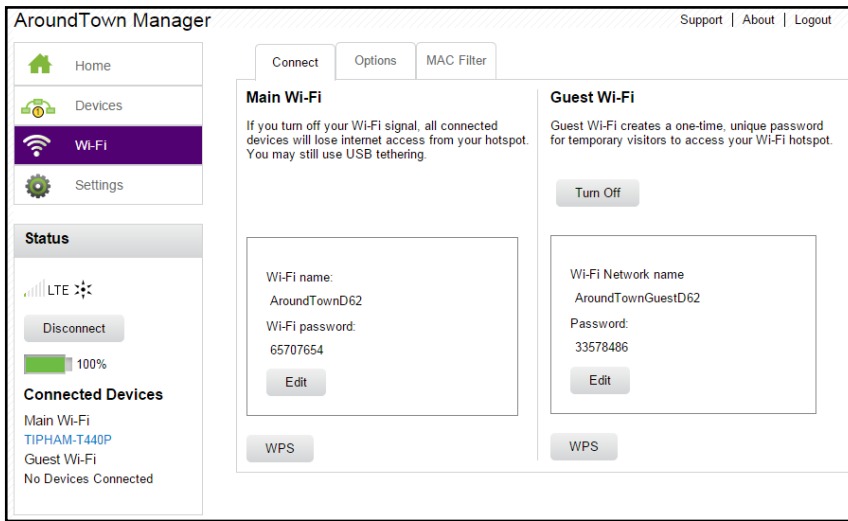 AroundTown Manager
Support | About | Logout
Home
Devices
Wi-Fi
Settings
Status
LTE
Disconnect
100%
Connected Devices
Main Wi-Fi
TIPHAM-T440P
Guest Wi-Fi
No Devices Connected
Connect
Options
MAC Filter
Main Wi-Fi
If you turn off your Wi-Fi signal, all connected
devices will lose internet access from your hotspot.
You may still use USB tethering.
Wi-Fi name:
AroundTownD62
Wi-Fi password:
65707654
Edit
WPS
Guest Wi-Fi
Guest Wi-Fi creates a one-time, unique password
for temporary visitors to access your Wi-Fi hotspot.
Turn Off
Wi-Fi Network name
AroundTownGuestD62
Password:
33578486
Edit
WPS